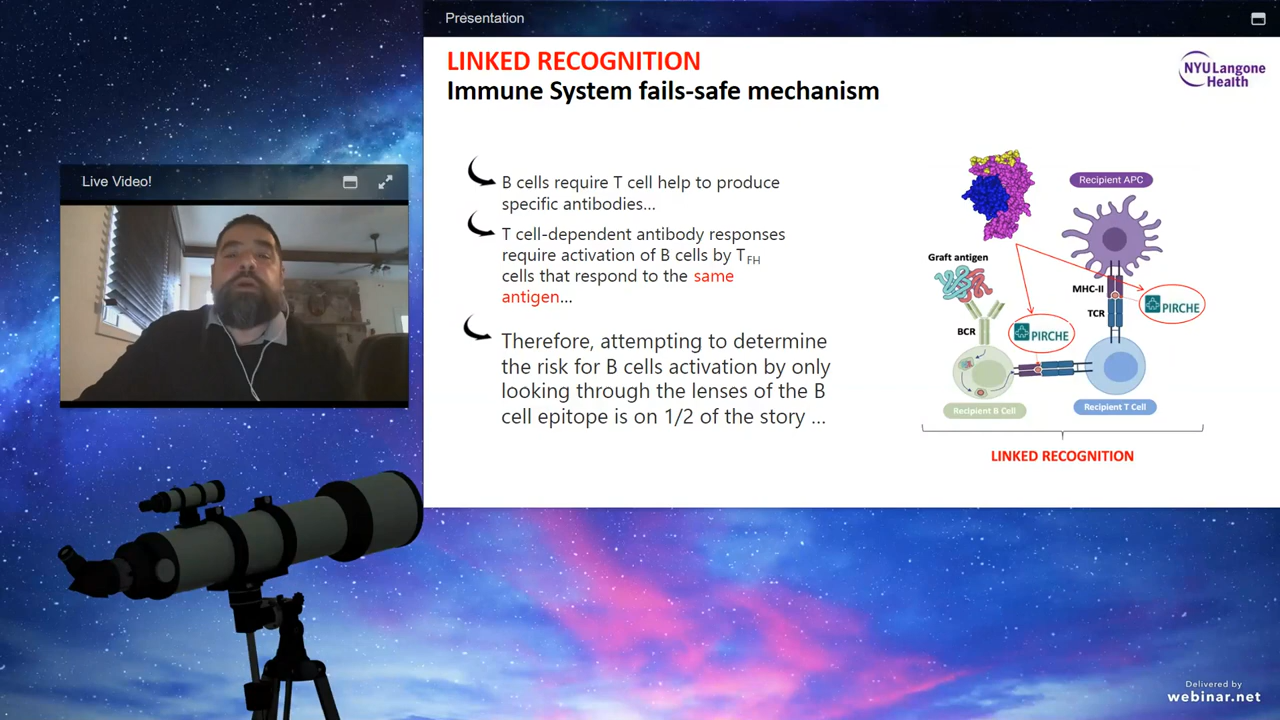 Presentation
LINKED RECOGNITION
Immune System fails-safe mechanism
NYU Langone
Health
Live Video!
B cells require T cell help to produce
specific antibodies...
T cell-dependent antibody responses
require activation of B cells by TFH
cells that respond to the same
antigen...
Therefore, attempting to determine
the risk for B cells activation by only
looking through the lenses of the B
cell epitope is on 1/2 of the story ...
Recipient APC
Graft antigen
MHC-II
PIRCHE
TCR
BCR
PIRCHE
Recipient B Cell
Recipient T Cell
LINKED RECOGNITION
Delivered by
webinar.net